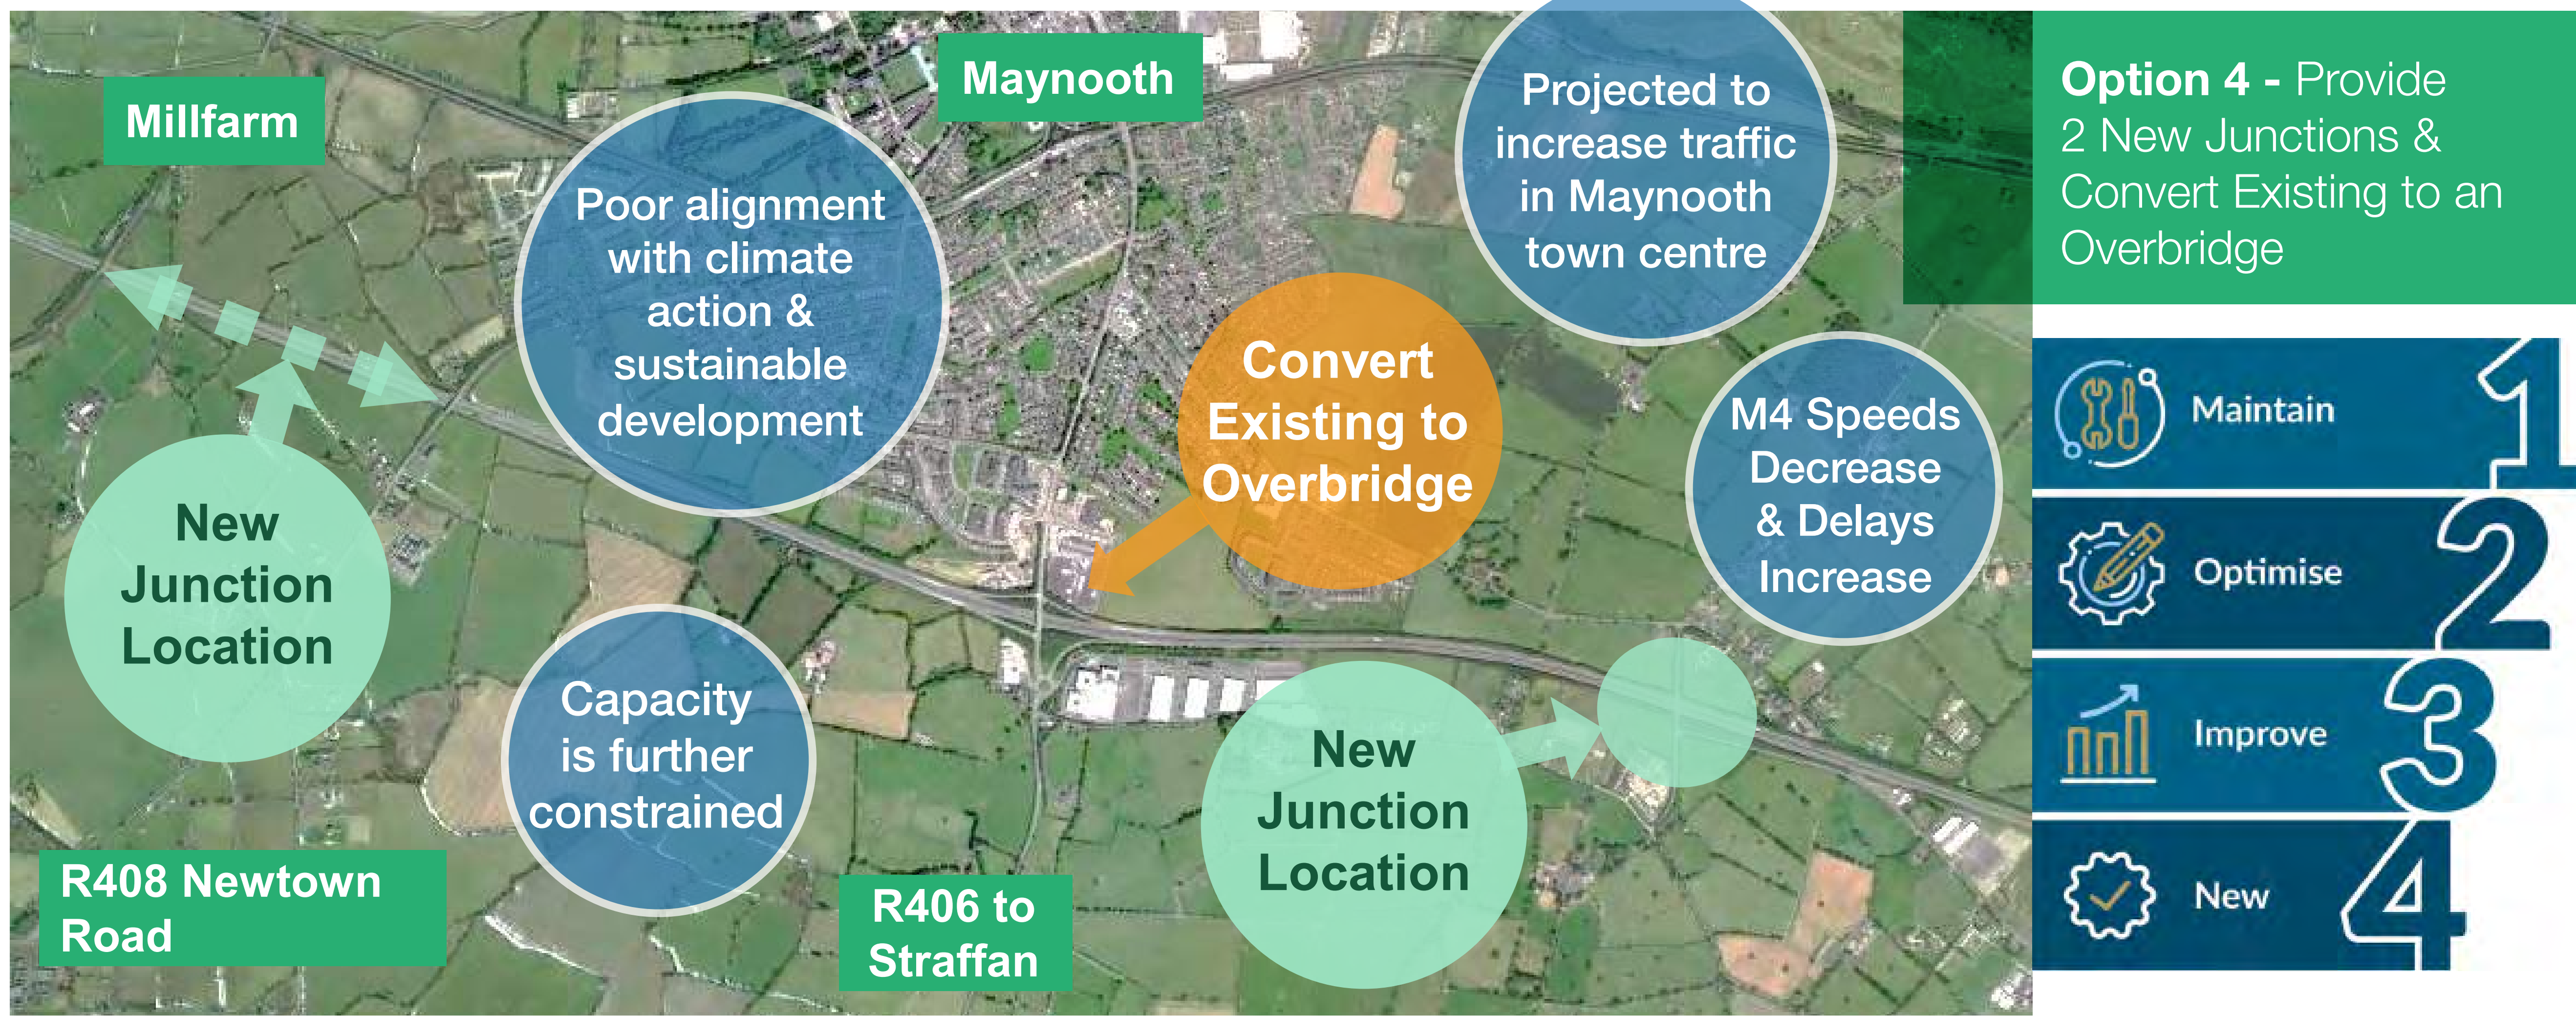 Millfarm
Maynooth
Poor alignment
with climate
action &
sustainable
development
Projected to
increase traffic
in Maynooth
town centre
Convert
Existing to
Overbridge
M4 Speeds
Decrease
& Delays
Increase
New
Junction
Location
Capacity
is further
constrained
New
Junction
Location
R408 Newtown
Road
R406 to
Straffan
Option 4 - Provide
2 New Junctions &
Convert Existing to an
Overbridge
Maintain 1
Optimise 2
Improve 3
New 4